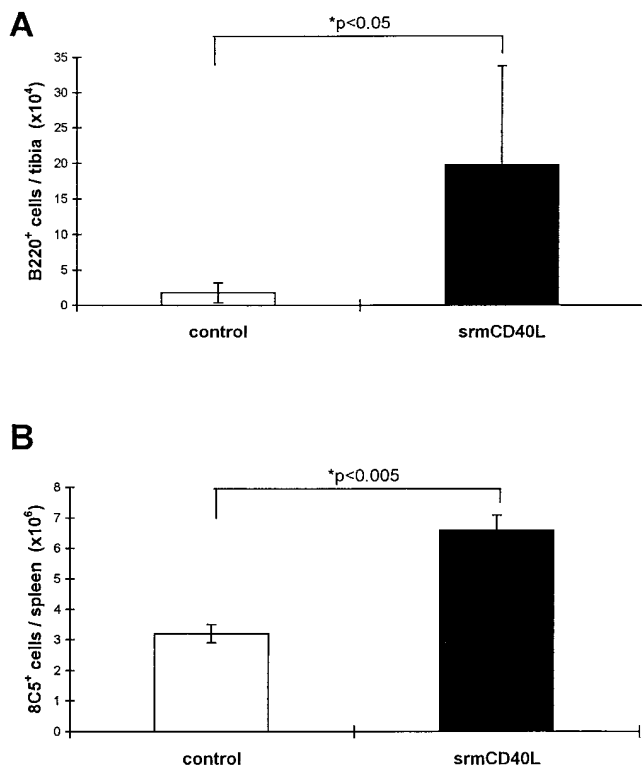 A
*p<0.05
B220+ cells / tibia (x10⁴)
35
30
25
20
15
10
5
0
control srmCD40L
B
*p<0.005
8C5+ cells / spleen (x10⁶)
8
7
6
5
4
3
2
1
0
control srmCD40L